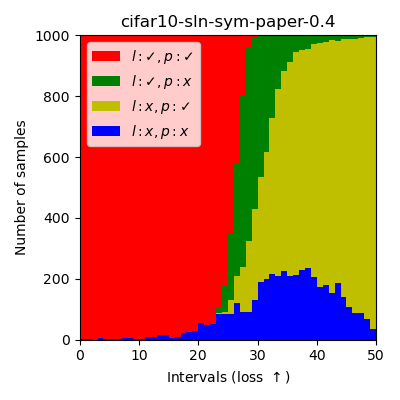 cifar10-sln-sym-paper-0.4
1000
800
600
400
200
0
l : ✓, p : ✓
l : ✓, p : x
l : x, p : ✓
l : x, p : x
Number of samples
0 10 20 30 40 50
Intervals (loss ↑)